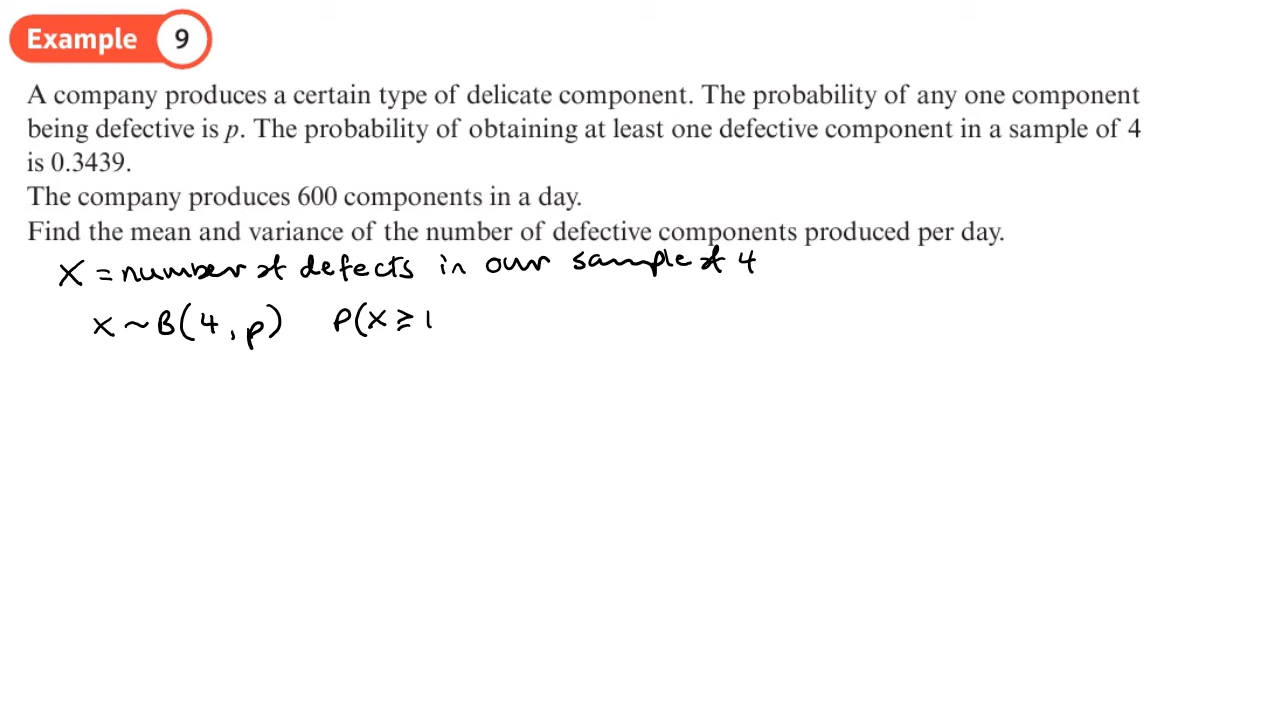 Example 9
A company produces a certain type of delicate component. The probability of any one component
being defective is p. The probability of obtaining at least one defective component in a sample of 4
is 0.3439.
The company produces 600 components in a day.
Find the mean and variance of the number of defective components produced per day.
X = number of defects in our sample of 4
X ~ B(4, p) P(X ≥ 1